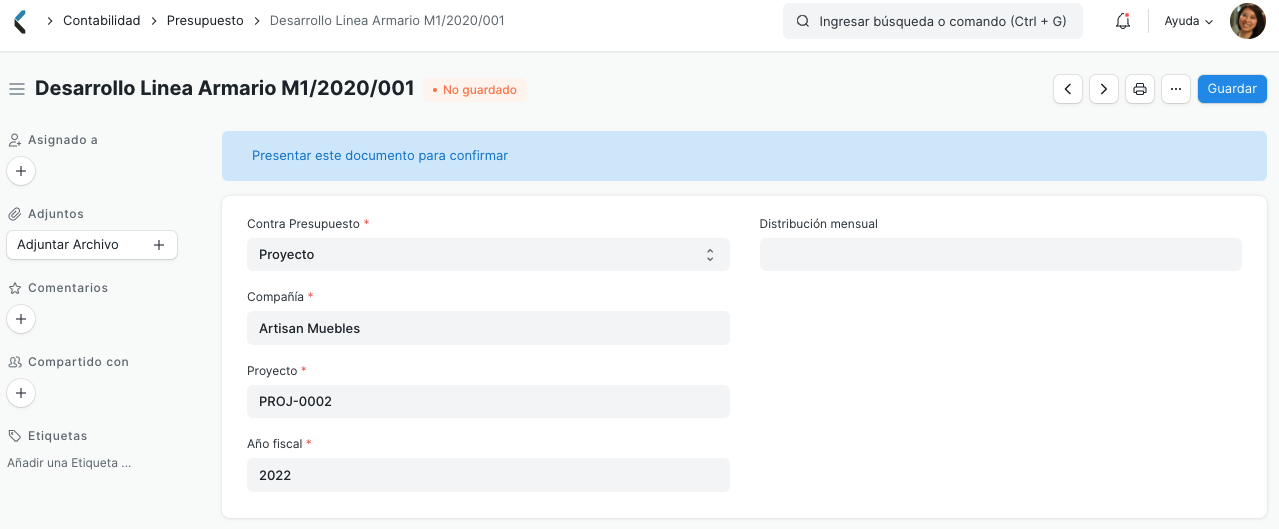 Contabilidad Presupuesto Desarrollo Linea Armario M1/2020/001
Ingresar búsqueda o comando (Ctrl + G)
Ayuda
Desarrollo Linea Armario M1/2020/001
No guardado
Guardar
Asignado a
Adjuntos
Adjuntar Archivo
Comentarios
Compartido con
Etiquetas
Añadir una Etiqueta ...
Presentar este documento para confirmar
Contra Presupuesto *
Proyecto
Compañía *
Artisan Muebles
Proyecto *
PROJ-0002
Año fiscal *
2022
Distribución mensual